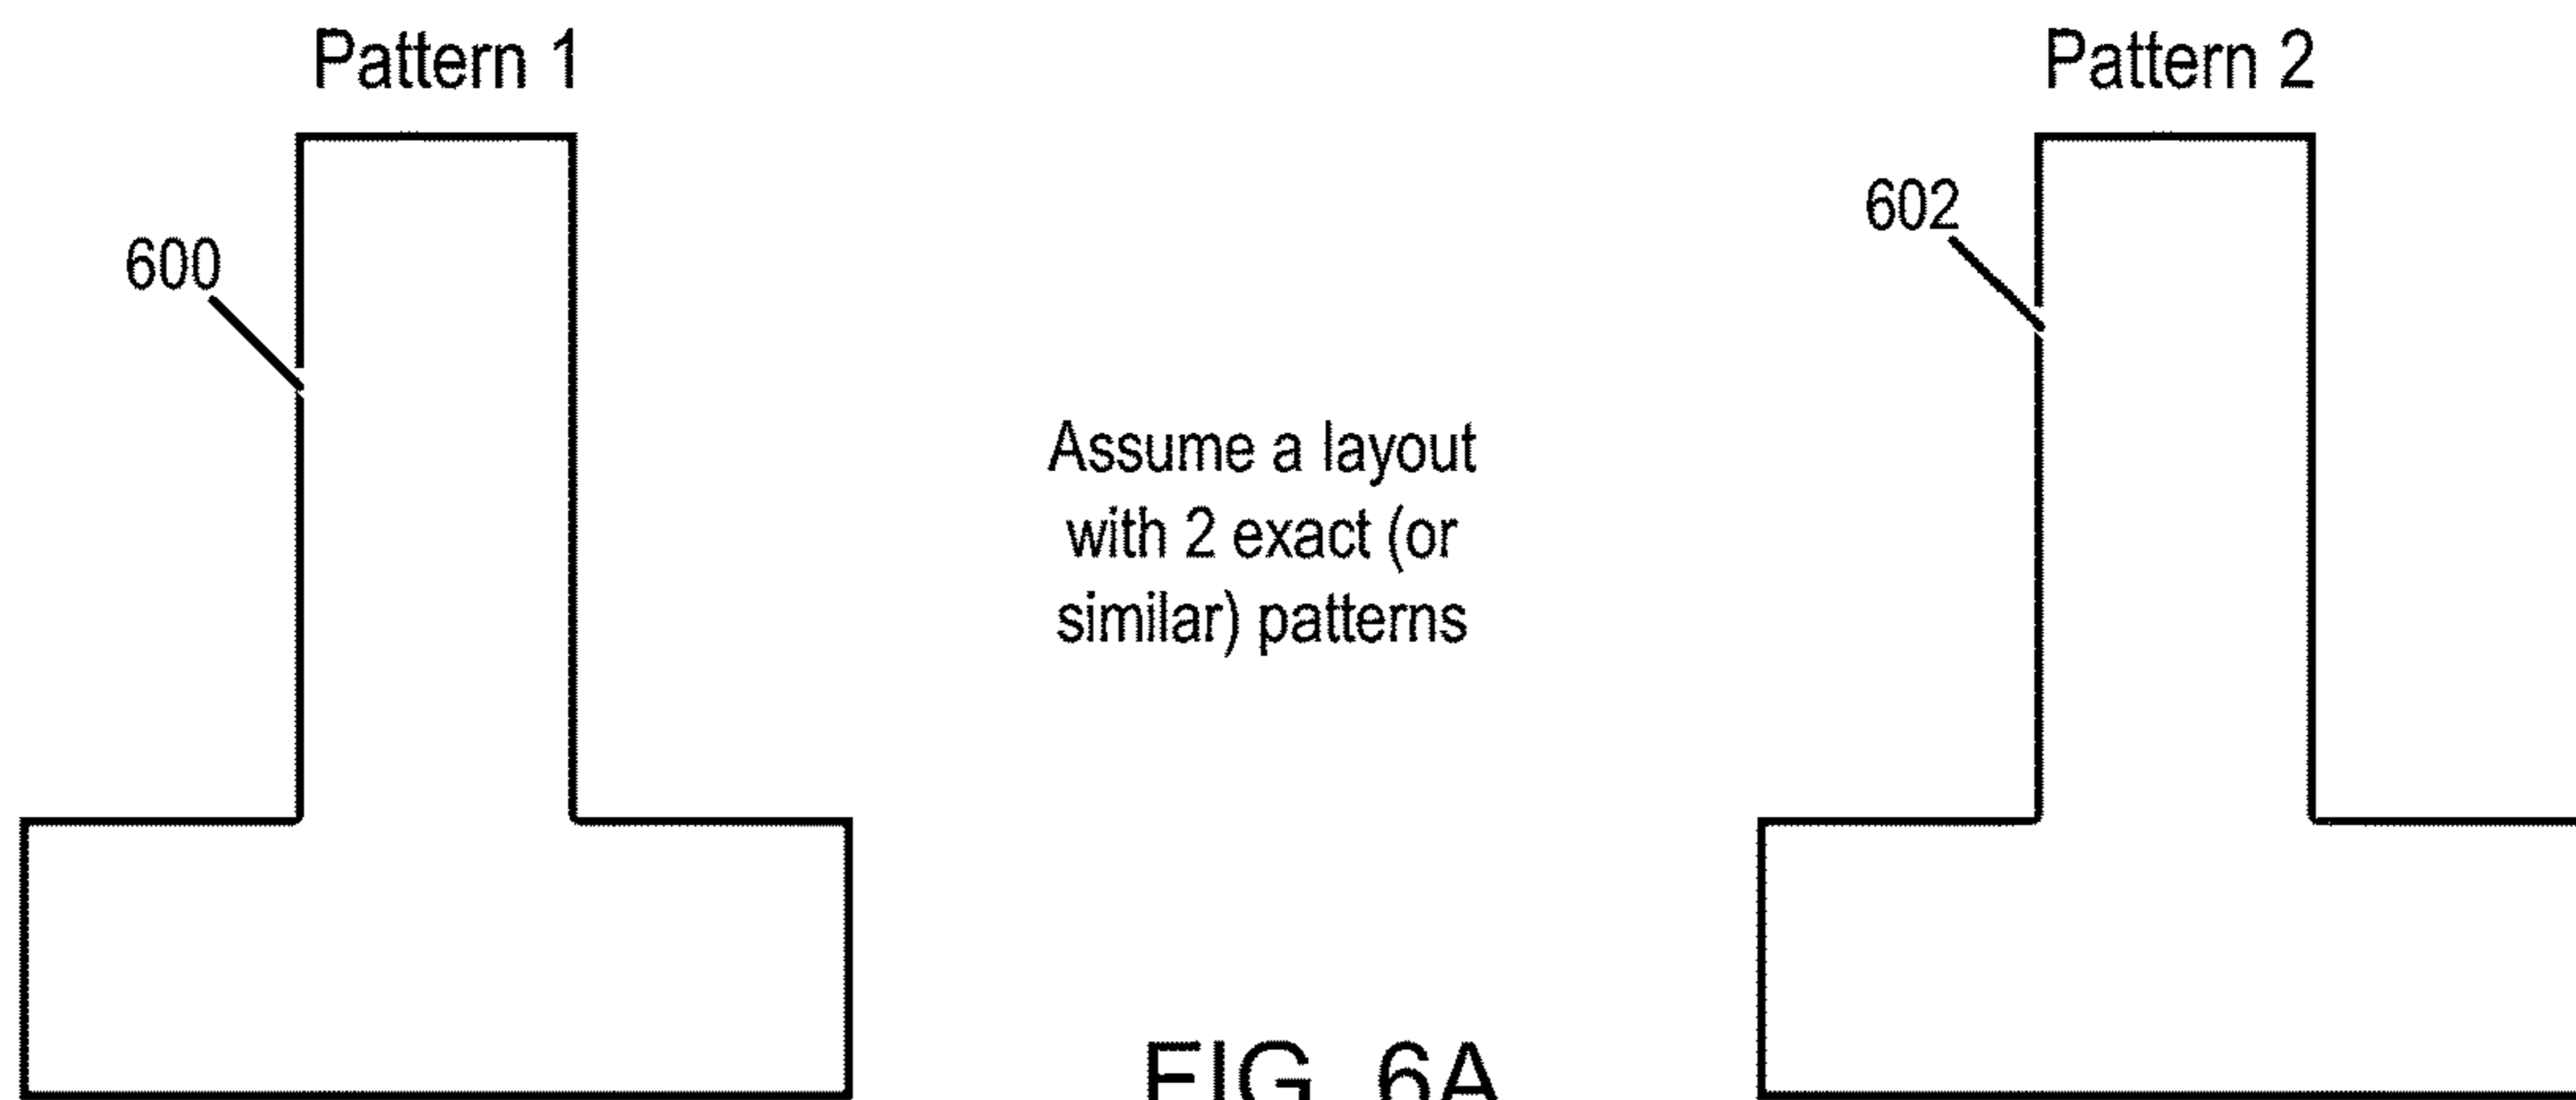 Pattern 1
Pattern 2
600
602
Assume a layout
with 2 exact (or
similar) patterns
FIG. 6A